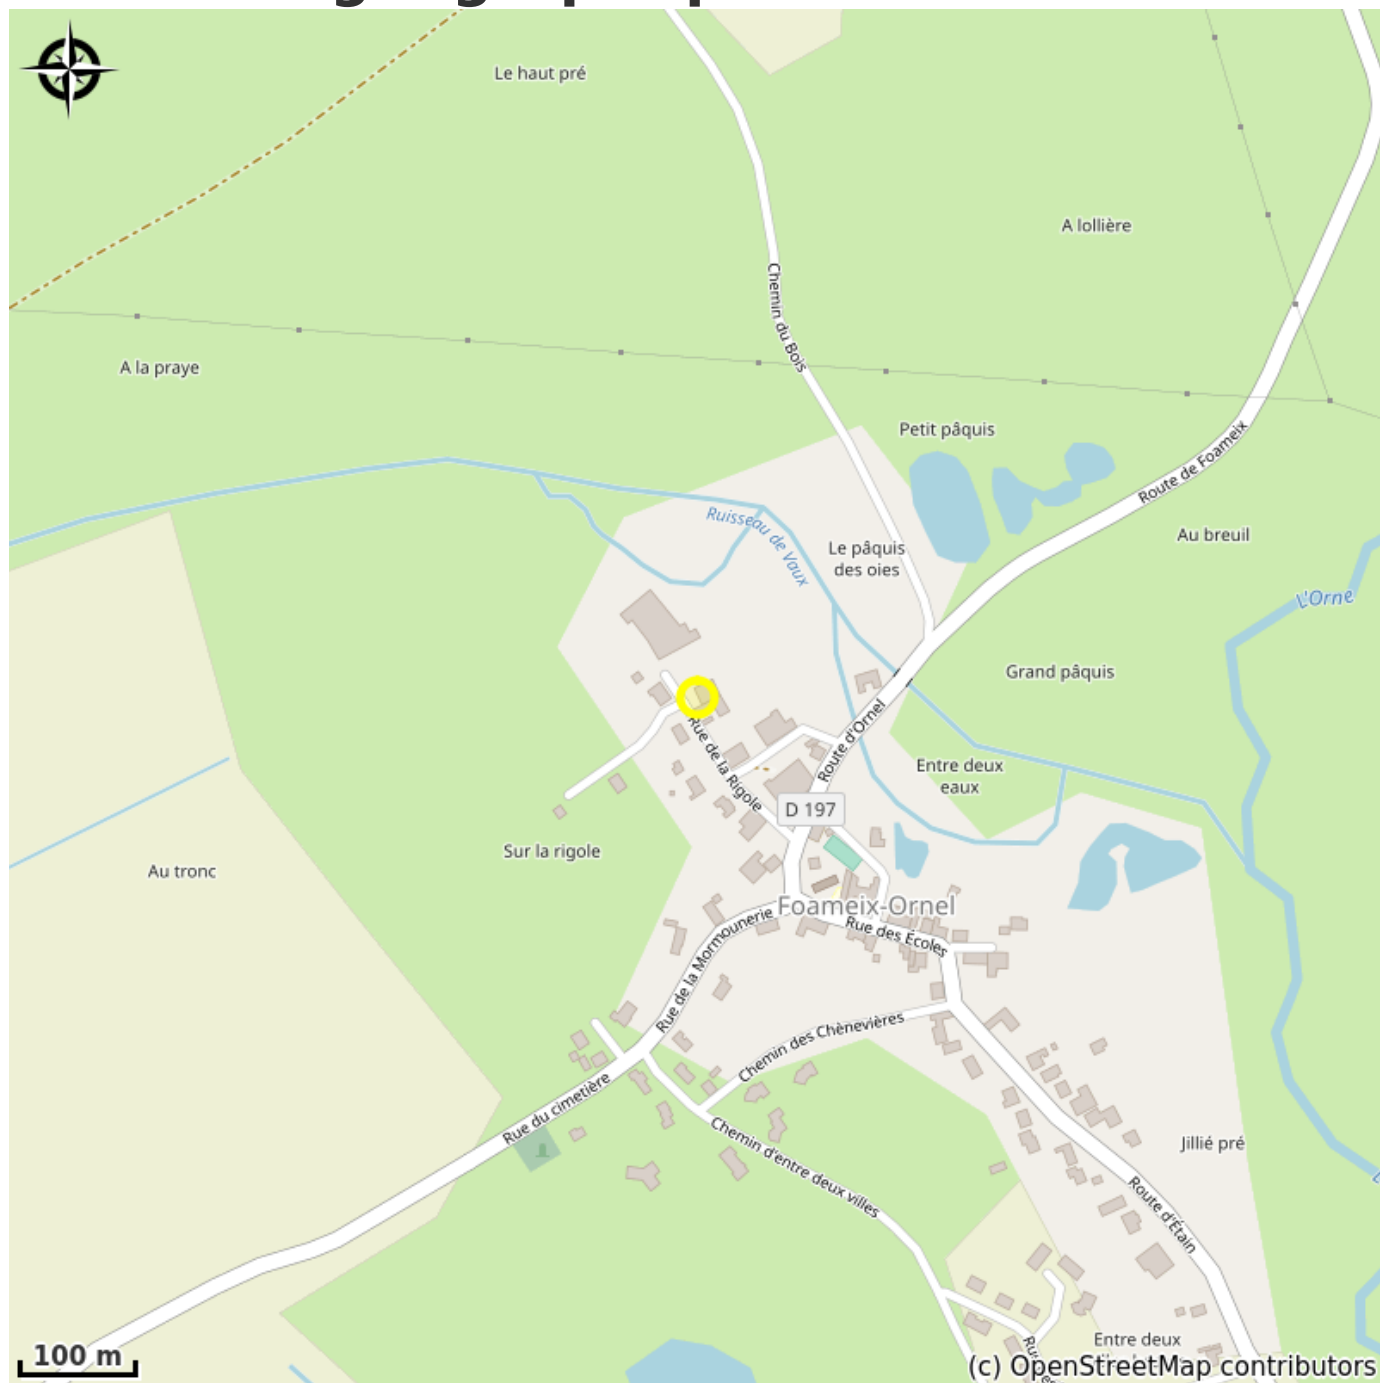 Le haut pré
A lollière
Chemin du Bois
A la praye
Petit pâquis
Route de Foameix
Ruisseau de Vaux
Au breuil
Le pâquis
des oies
L'Orne
Grand pâquis
Rue de la Rigole
Route d'Ornel
Entre deux
eaux
D 197
Sur la rigole
Au tronc
Foameix-Ornel
Rue de la Mormounerie
Rue des Écoles
Chemin des Chènevières
Rue du cimetière
Chemin d'entre deux villes
Jillié pré
Route d'Étain
Entre deux
100 m
(c) OpenStreetMap contributors